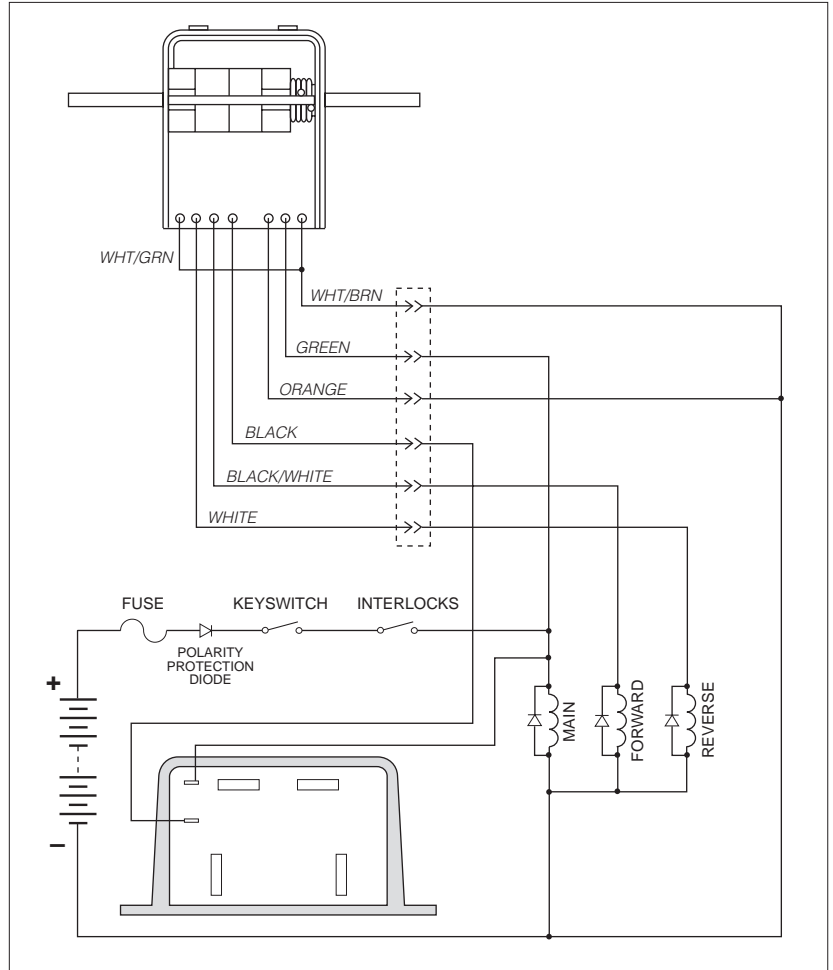 WHT/GRN
WHT/BRN
GREEN
ORANGE
BLACK
BLACK/WHITE
WHITE
FUSE
KEYSWITCH
INTERLOCKS
POLARITY
PROTECTION
DIODE
+
–
MAIN
FORWARD
REVERSE